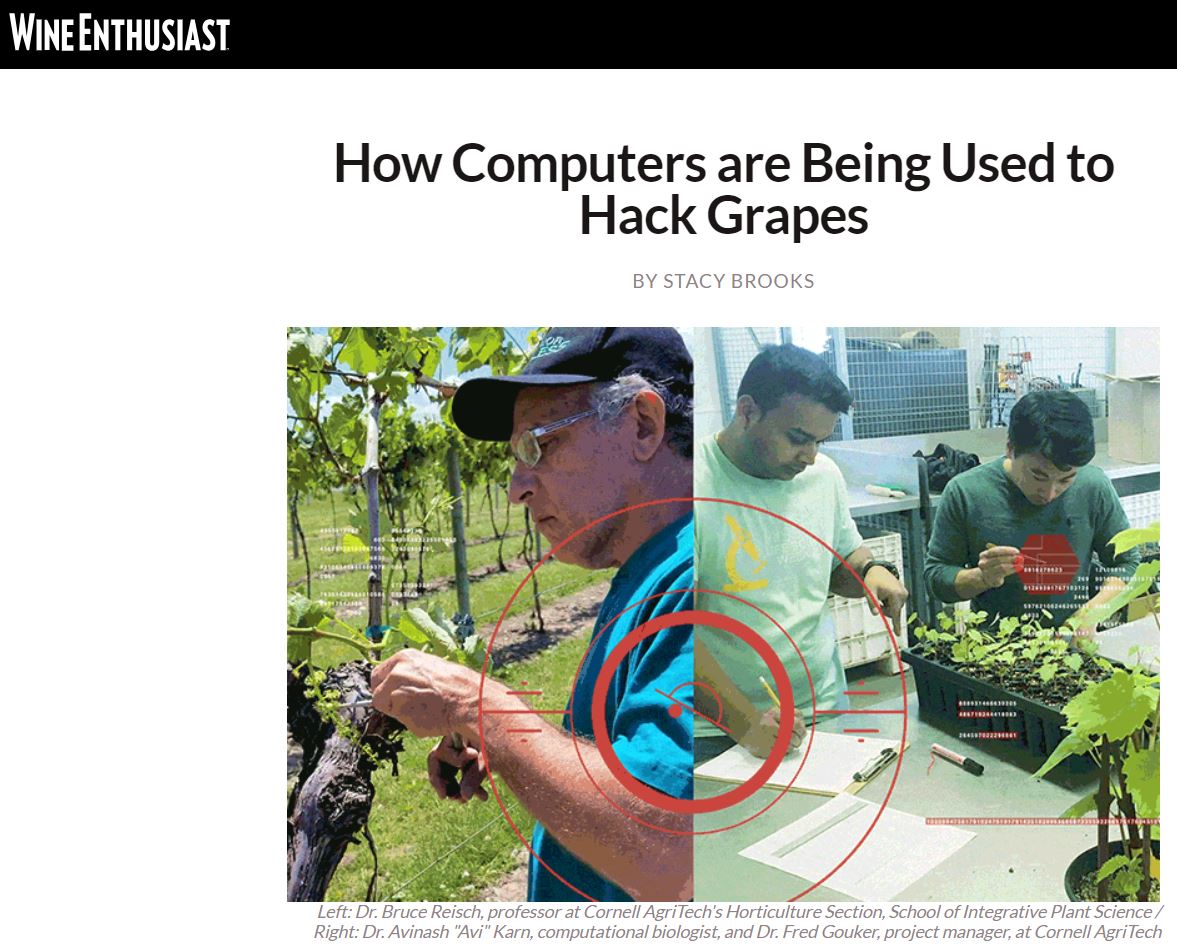 WINE ENTHUSIAST
How Computers are Being Used to
Hack Grapes
BY STACY BROOKS
Left: Dr. Bruce Reisch, professor at Cornell AgriTech's Horticulture Section, School of Integrative Plant Science /
Right: Dr. Avinash "Avi" Karn, computational biologist, and Dr. Fred Gouker, project manager, at Cornell AgriTech